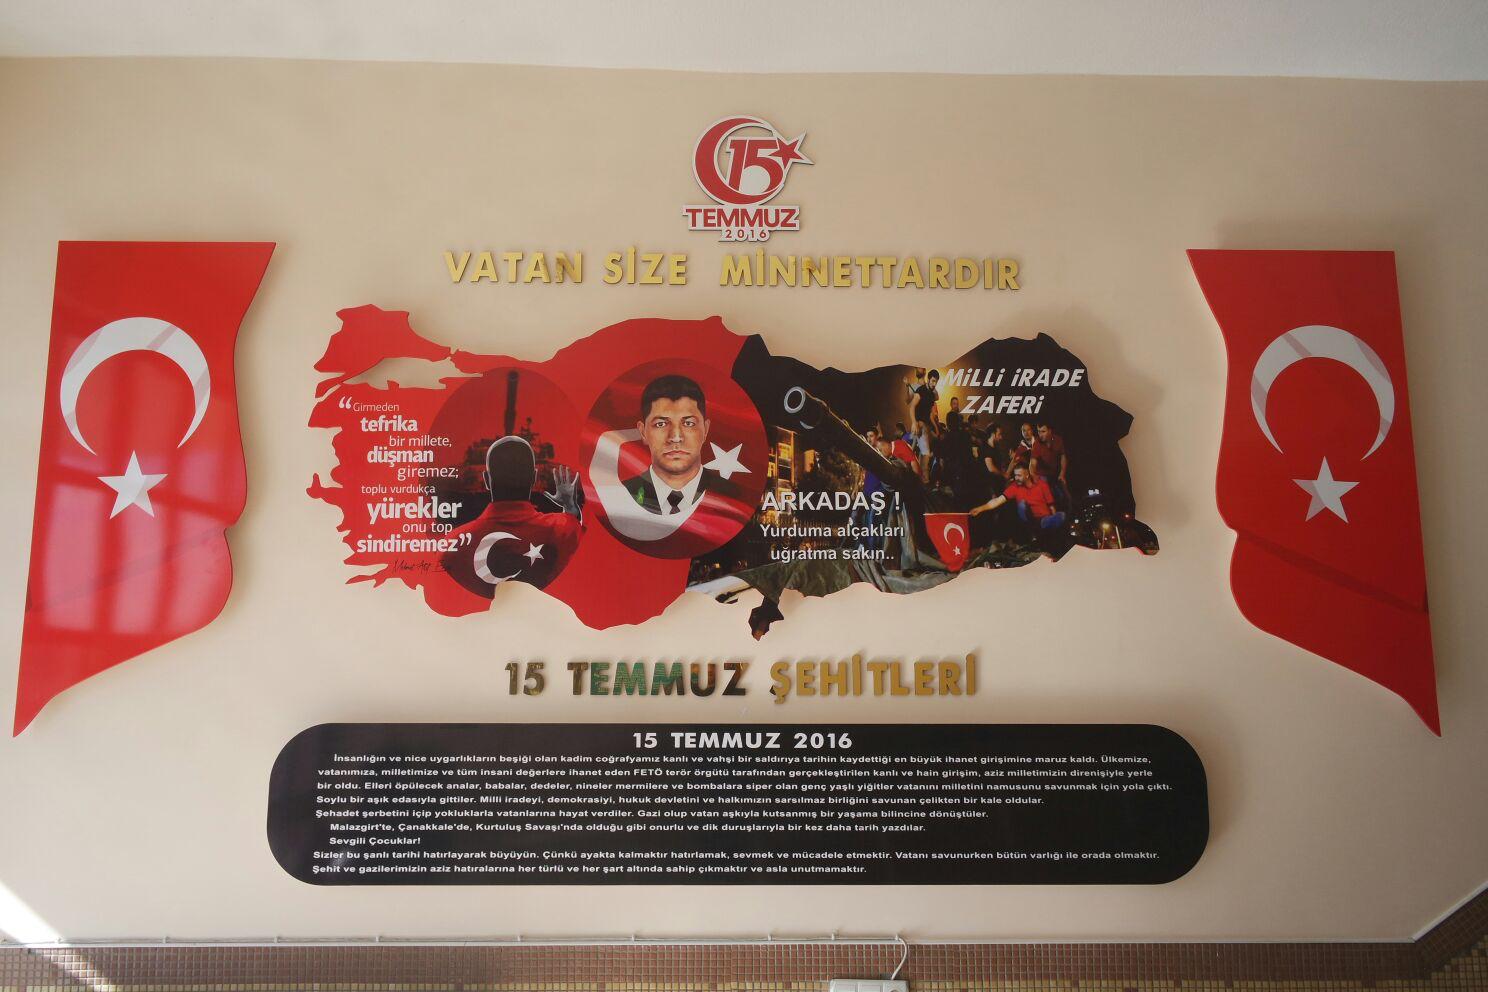 15
TEMMUZ
2016
VATAN SİZE MİNNETTARDIR
“Girmeden
tefrika
bir millete,
düşman
giremez;
toplu vurdukça
yürekler
onu top
sindiremez”
ARKADAŞ !
Yurduma alçakları
uğratma sakın..
MİLLİ İRADE
ZAFERİ
15 TEMMUZ ŞEHİTLERİ
15 TEMMUZ 2016
İnsanlığın ve nice uygarlıkların beşiği olan kadim coğrafyamız kanlı ve vahşi bir saldırıya tarihin kaydettiği en büyük ihanet girişimine maruz kaldı. Ülkemize,
vatanımıza, milletimize ve tüm insani değerlere ihanet eden FETÖ terör örgütü tarafından gerçekleştirilen kanlı ve hain girişim, aziz milletimizin direnişiyle yerle
bir oldu. Elleri öpülecek analar, babalar, dedeler, nineler mermilere ve bombalara siper olan genç yaşlı yiğitler vatanını milletini namusunu savunmak için yola çıktı.
Soylu bir aşık edasıyla gittiler. Milli iradeyi, demokrasiyi, hukuk devletini ve halkımızın sarsılmaz birliğini savunan çelikten bir kale oldular.
Şehadet şerbetini içip yokluklarla vatanlarına hayat verdiler. Gazi olup vatan aşkıyla kutsanmış bir yaşama bilincine dönüştüler.
Malazgirt'te, Çanakkale'de, Kurtuluş Savaşı'nda olduğu gibi onurlu ve dik duruşlarıyla bir kez daha tarih yazdılar.
Sevgili Çocuklar!
Sizler bu şanlı tarihi hatırlayarak büyüyün. Çünkü ayakta kalmaktır hatırlamak, sevmek ve mücadele etmektir. Vatanı savunurken bütün varlığı ile orada olmaktır.
Şehit ve gazilerimizin aziz hatıralarına her türlü ve her şart altında sahip çıkmaktır ve asla unutmamaktır.